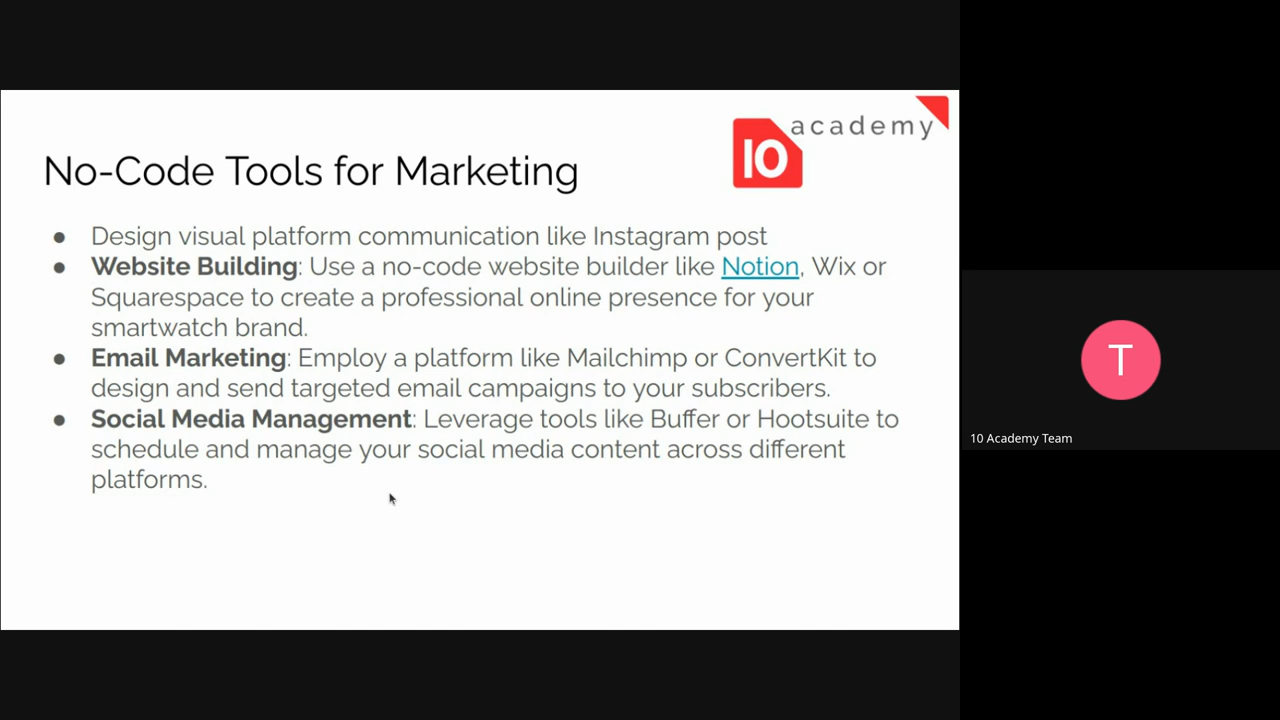 10 academy
No-Code Tools for Marketing
● Design visual platform communication like Instagram post
● Website Building: Use a no-code website builder like Notion, Wix or
Squarespace to create a professional online presence for your
smartwatch brand.
● Email Marketing: Employ a platform like Mailchimp or ConvertKit to
design and send targeted email campaigns to your subscribers.
● Social Media Management: Leverage tools like Buffer or Hootsuite to
schedule and manage your social media content across different
platforms.
T
10 Academy Team